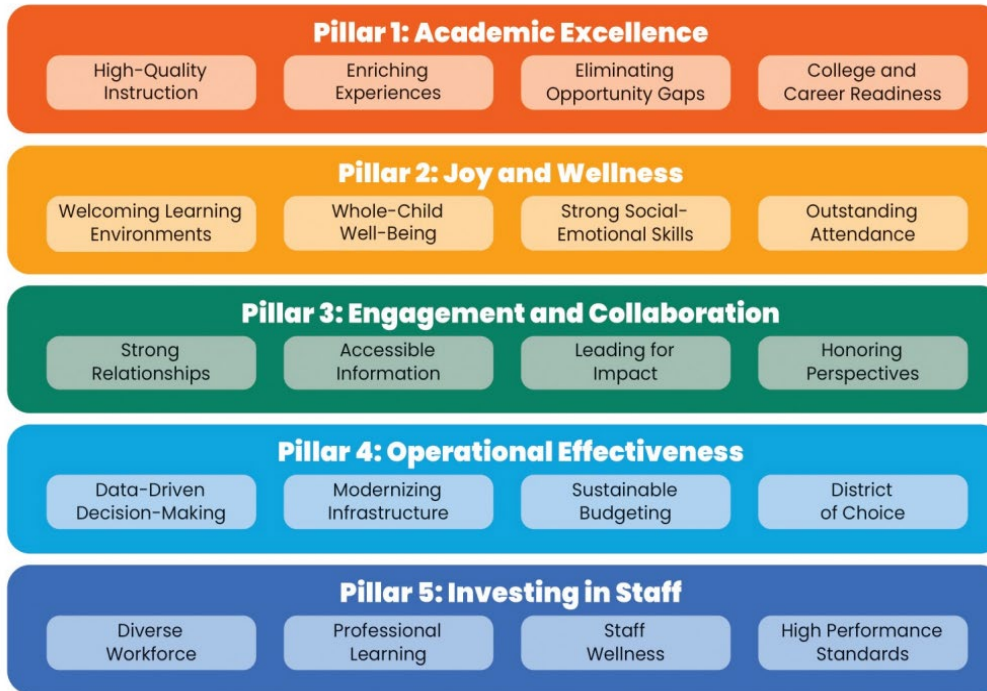 Pillar 1: Academic Excellence
High-Quality
Instruction
Enriching
Experiences
Eliminating
Opportunity Gaps
College and
Career Readiness
Pillar 2: Joy and Wellness
Welcoming Learning
Environments
Whole-Child
Well-Being
Strong Social-
Emotional Skills
Outstanding
Attendance
Pillar 3: Engagement and Collaboration
Strong
Relationships
Accessible
Information
Leading for
Impact
Honoring
Perspectives
Pillar 4: Operational Effectiveness
Data-Driven
Decision-Making
Modernizing
Infrastructure
Sustainable
Budgeting
District
of Choice
Pillar 5: Investing in Staff
Diverse
Workforce
Professional
Learning
Staff
Wellness
High Performance
Standards